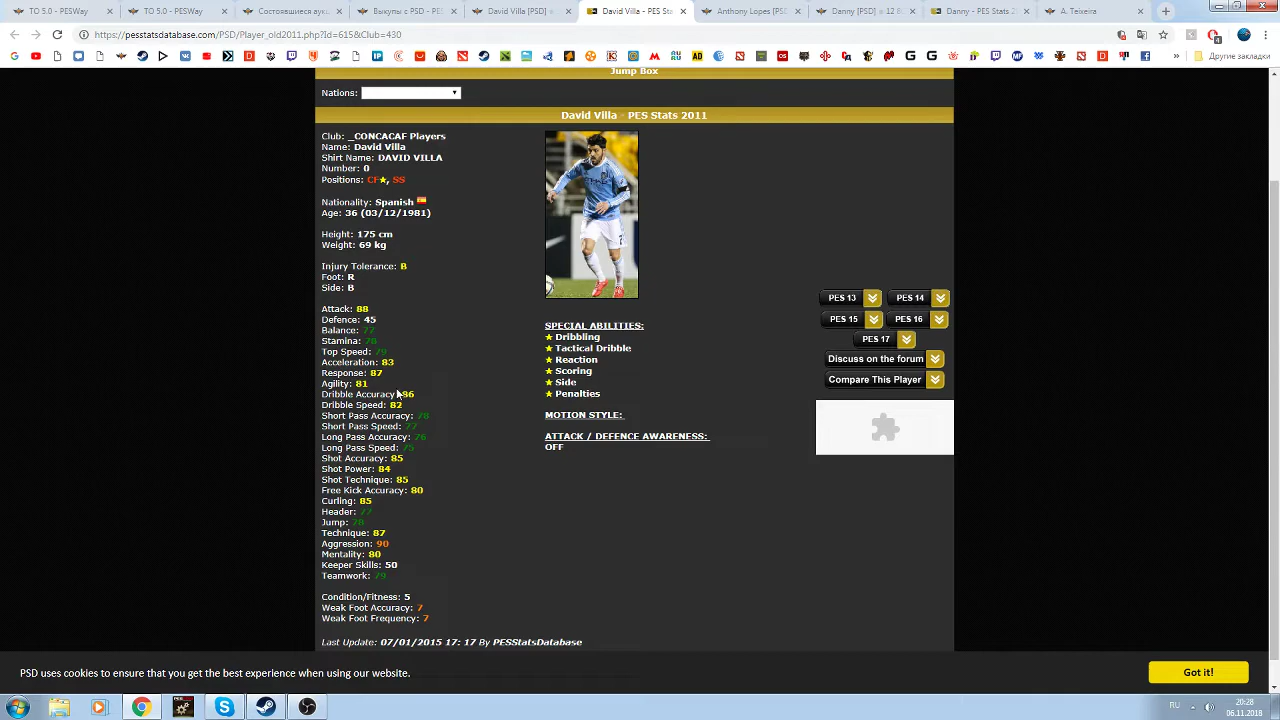 TO 5.0 - PESWay
TO 5.0 - PESWay
Состоявшиеся аук
Выкупы с PSD - PES
David Villa [PSD]
David Villa - PES Sta
Anthony Lopes [PES
Danny [PSD]
Danny - PES Stats 2
A. Teixeira
https://pesstatsdatabase.com/PSD/Player_old2011.php?Id=615&Club=430
Другие закладки
Jump Box
Nations:
David Villa - PES Stats 2011
Club: _CONCACAF Players
Name: David Villa
Shirt Name: DAVID VILLA
Number: 0
Positions: CF★, SS
Nationality: Spanish
Age: 36 (03/12/1981)
Height: 175 cm
Weight: 69 kg
Injury Tolerance: B
Foot: R
Side: B
Attack: 88
Defence: 45
Balance: 77
Stamina: 78
Top Speed: 79
Acceleration: 83
Response: 87
Agility: 81
Dribble Accuracy: 86
Dribble Speed: 82
Short Pass Accuracy: 78
Short Pass Speed: 77
Long Pass Accuracy: 76
Long Pass Speed: 75
Shot Accuracy: 85
Shot Power: 84
Shot Technique: 85
Free Kick Accuracy: 80
Curling: 85
Header: 77
Jump: 78
Technique: 87
Aggression: 90
Mentality: 80
Keeper Skills: 50
Teamwork: 79
Condition/Fitness: 5
Weak Foot Accuracy: 7
Weak Foot Frequency: 7
Last Update: 07/01/2015 17: 17 By PESStatsDatabase
SPECIAL ABILITIES:
★ Dribbling
★ Tactical Dribble
★ Reaction
★ Scoring
★ Side
★ Penalties
MOTION STYLE:
ATTACK / DEFENCE AWARENESS:
OFF
PES 13
PES 14
PES 15
PES 16
PES 17
Discuss on the forum
Compare This Player
PSD uses cookies to ensure that you get the best experience when using our website.
Got it!
RU
20:28
06.11.2018